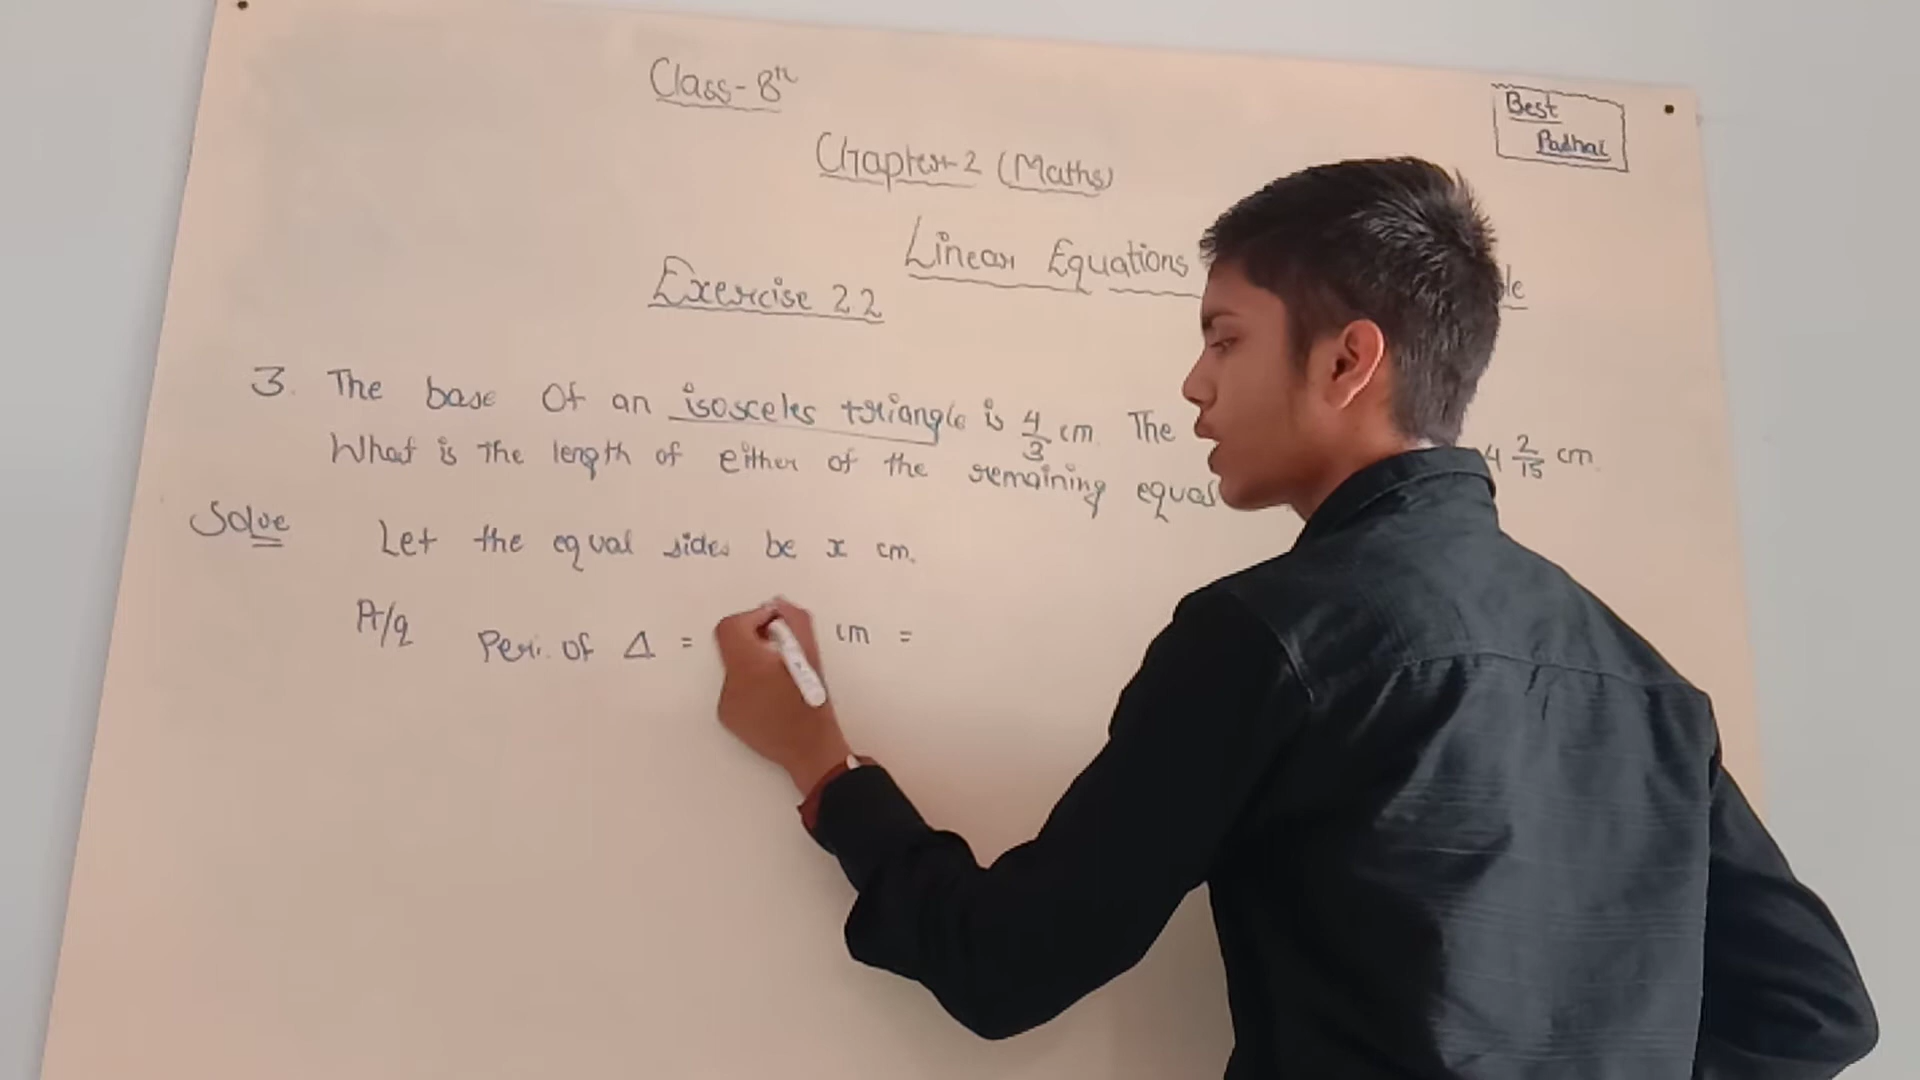 Class-8th
Best
Padhai
Chapter-2 (Maths)
Linear Equations
Exercise 2.2
3. The base of an isosceles triangle is 4/3 cm. The 4 2/15 cm.
What is the length of either of the remaining equal
Solve Let the equal sides be x cm.
A/q Peri. of Δ = cm =